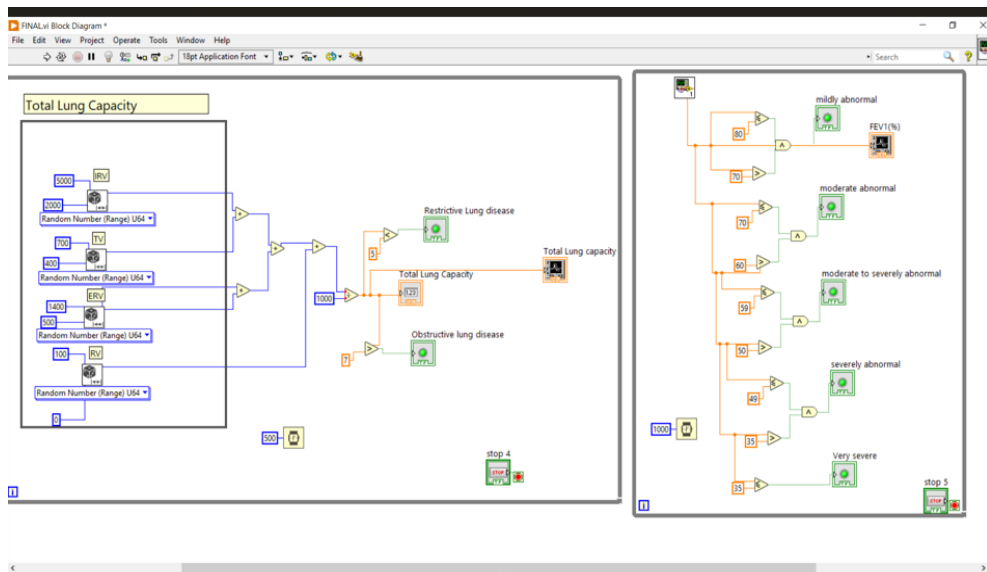 FINAL.vi Block Diagram *
File Edit View Project Operate Tools Window Help
18pt Application Font
Search
Total Lung Capacity
IRV
5000
2000
Random Number (Range) U64
TV
700
400
Random Number (Range) U64
ERV
1400
500
Random Number (Range) U64
RV
100
Random Number (Range) U64
0
1000
Restrictive Lung disease
5
Total Lung Capacity
1.23
Total Lung capacity
Obstructive lung disease
7
500
stop 4
STOP
i
mildly abnormal
80
FEV1(%)
70
moderate abnormal
70
60
moderate to severely abnormal
59
50
severely abnormal
49
1000
35
Very severe
35
stop 5
STOP
i